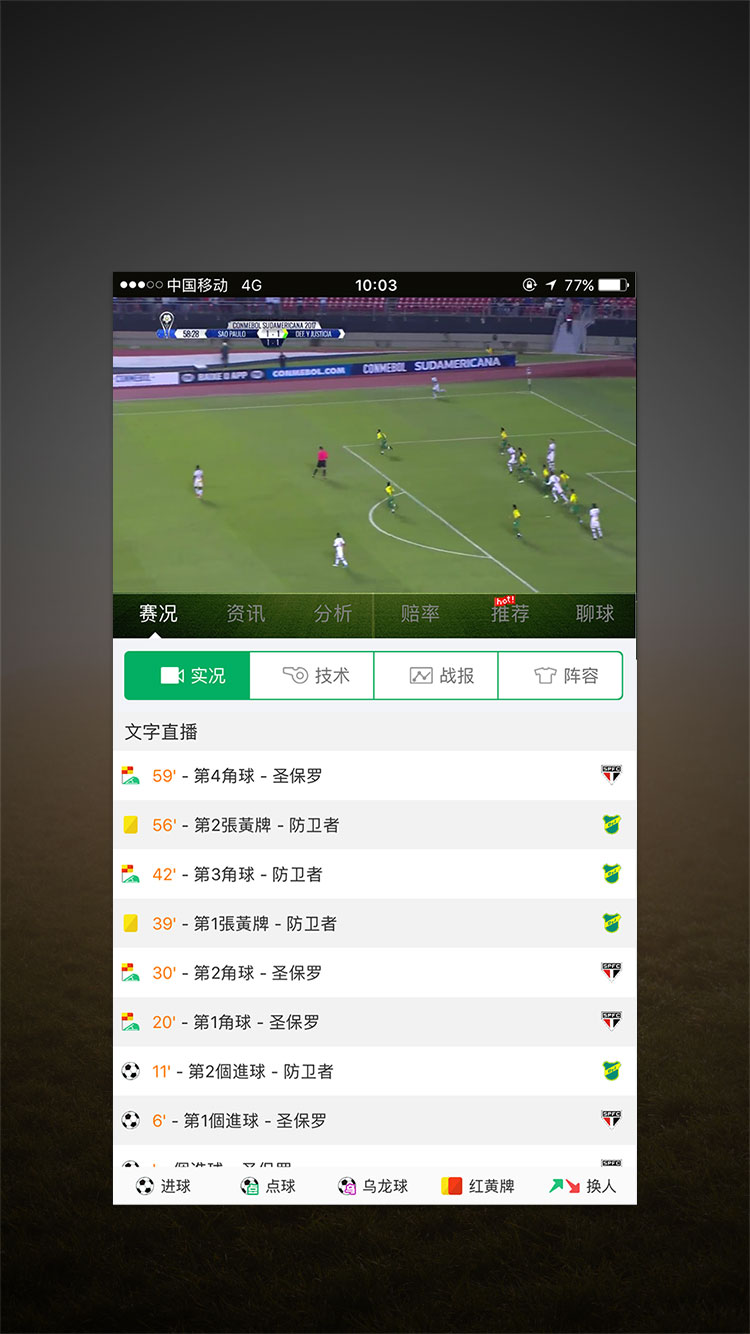 中国移动 4G 10:03 77%
CONMEBOL SUDAMERICANA 2017
58:28 SAO PAULO 1 - 1 DEF. Y JUSTICIA
1 - 1
BAIXE O APP CONMEBOL.COM CONMEBOL SUDAMERICANA
赛况 资讯 分析 赔率 推荐 hot! 聊球
实况 技术 战报 阵容
文字直播
59' - 第4角球 - 圣保罗
56' - 第2張黃牌 - 防卫者
42' - 第3角球 - 防卫者
39' - 第1張黃牌 - 防卫者
30' - 第2角球 - 圣保罗
20' - 第1角球 - 圣保罗
11' - 第2個進球 - 防卫者
6' - 第1個進球 - 圣保罗
进球 点球 乌龙球 红黄牌 换人